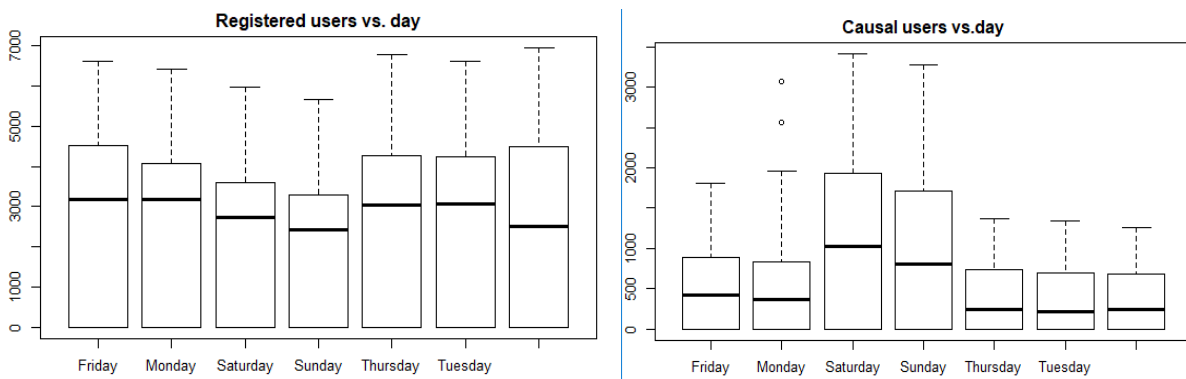 Registered users vs. day
7000
5000
3000
1000
0
Friday Monday Saturday Sunday Thursday Tuesday
Causal users vs.day
3000
2000
1000
500
0
Friday Monday Saturday Sunday Thursday Tuesday